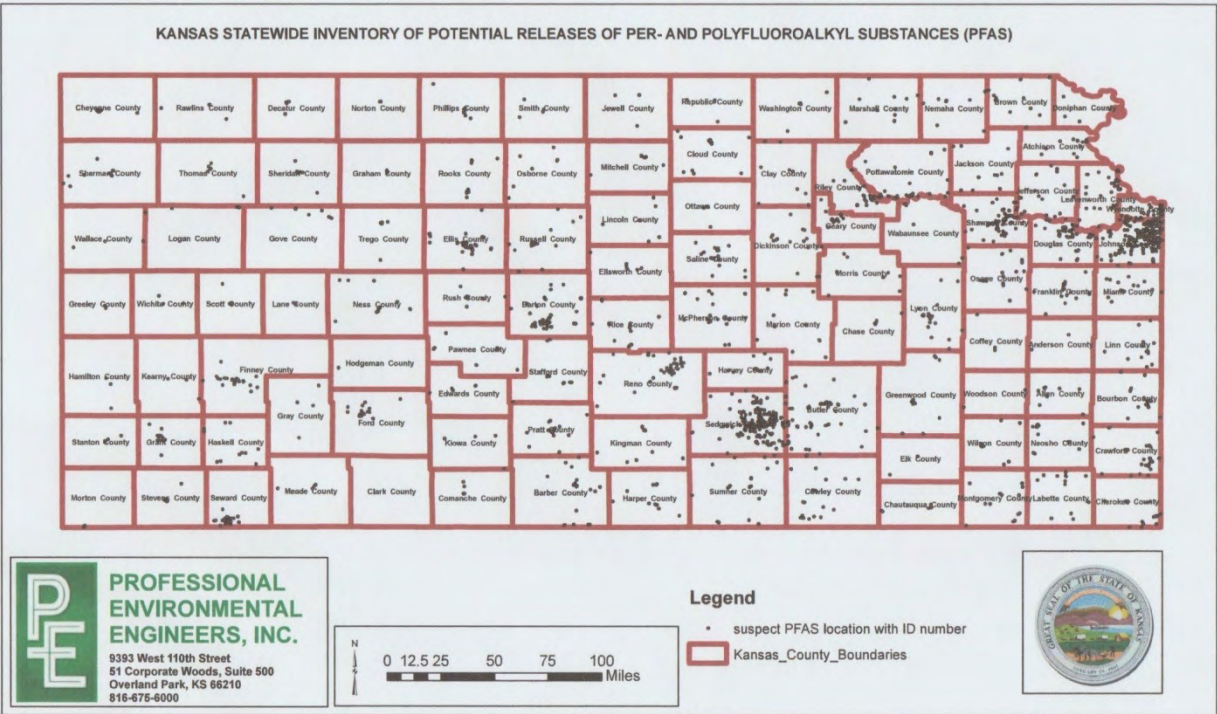 KANSAS STATEWIDE INVENTORY OF POTENTIAL RELEASES OF PER- AND POLYFLUOROALKYL SUBSTANCES (PFAS)
Cheyenne County Rawlins County Decatur County Norton County Phillips County Smith County Jewell County Republic County Washington County Marshall County Nemaha County Brown County Doniphan County
Sherman County Thomas County Sheridan County Graham County Rooks County Osborne County Mitchell County Cloud County Clay County Riley County Pottawatomie County Jackson County Atchison County
Jefferson County Leavenworth County Wyandotte County
Wallace County Logan County Gove County Trego County Ellis County Russell County Lincoln County Ottawa County Dickinson County Geary County Wabaunsee County Shawnee Douglas County Johnson
Ellsworth County Saline County Morris County Osage County Franklin County Miami County
Greeley County Wichita County Scott County Lane County Ness County Rush County Barton County Rice County McPherson County Marion County Chase County Lyon County Coffey County Anderson County Linn County
Hamilton County Kearny County Finney County Hodgeman County Pawnee County Stafford County Reno County Harvey County
Gray County Ford County Edwards County Butler County Greenwood County Woodson County Allen County Bourbon County
Stanton County Grant County Haskell County Kiowa County Pratt County Kingman County Sedgwick Elk County Wilson County Neosho County Crawford County
Morton County Stevens County Seward County Meade County Clark County Comanche County Barber County Harper County Sumner County Cowley County Chautauqua County Montgomery County Labette County Cherokee County
PE
PROFESSIONAL
ENVIRONMENTAL
ENGINEERS, INC.
9393 West 110th Street
51 Corporate Woods, Suite 500
Overland Park, KS 66210
816-675-6000
N
0 12.5 25 50 75 100
Miles
Legend
suspect PFAS location with ID number
Kansas_County_Boundaries
GREAT SEAL OF THE STATE OF KANSAS